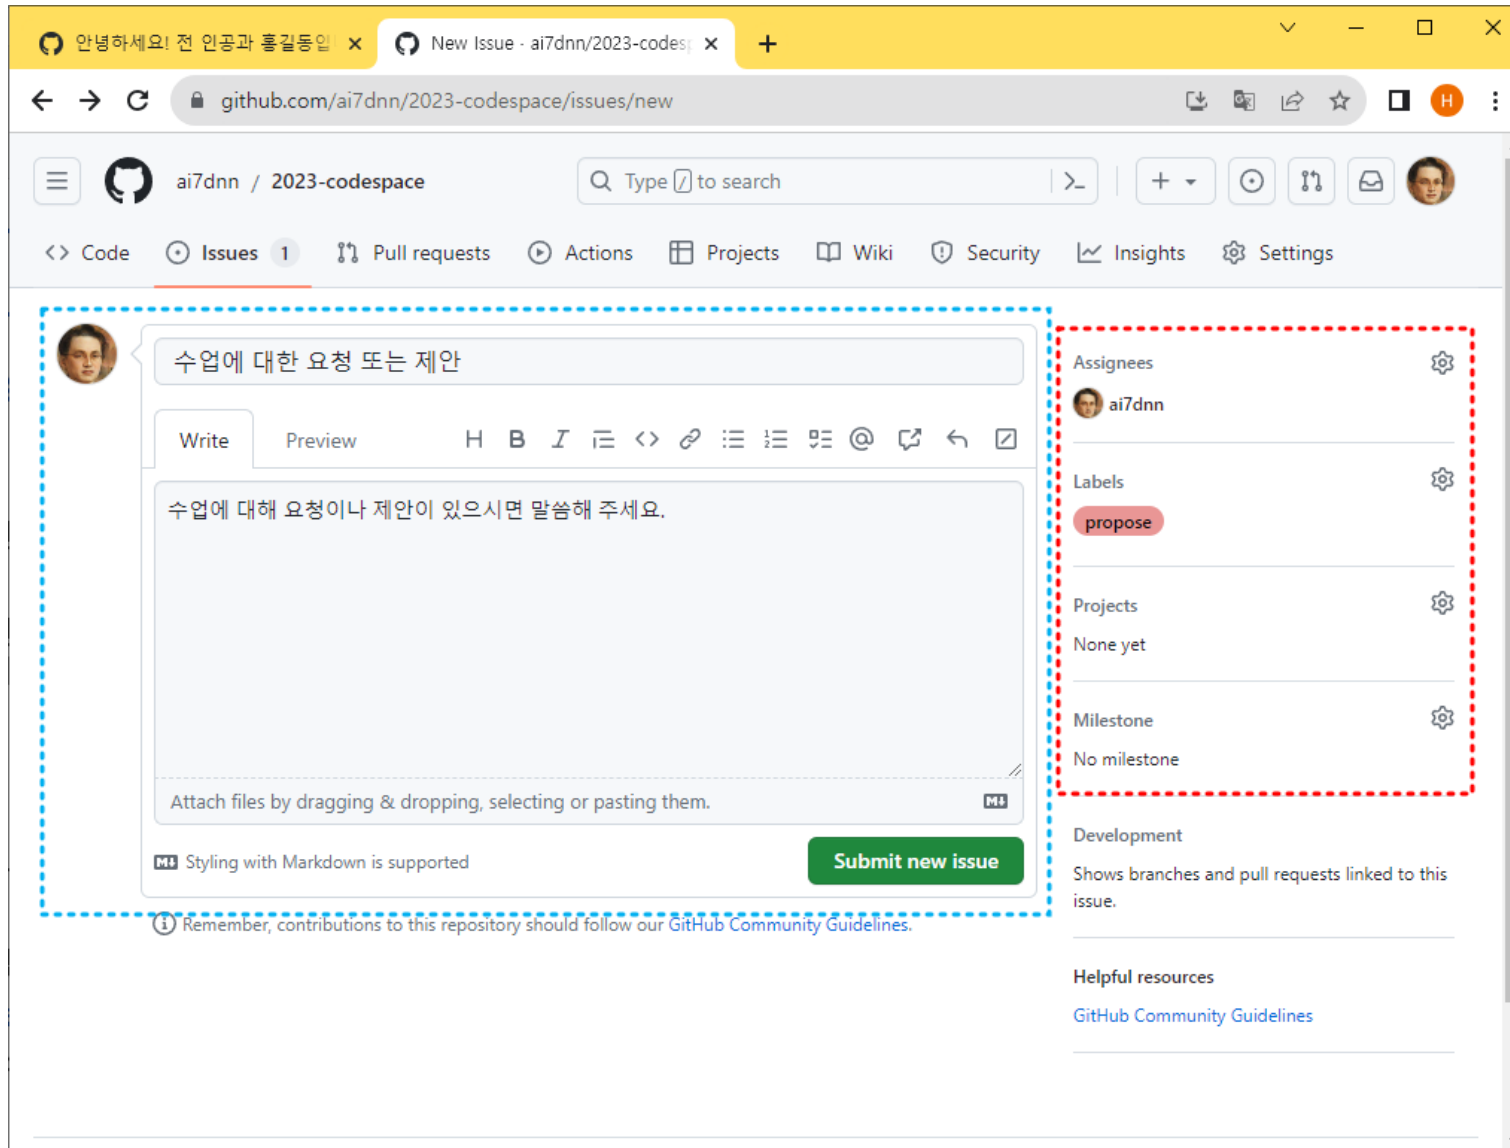 안녕하세요! 전 인공과 홍길동입
New Issue · ai7dnn/2023-codesp
github.com/ai7dnn/2023-codespace/issues/new
H
ai7dnn / 2023-codespace
Type / to search
Code
Issues 1
Pull requests
Actions
Projects
Wiki
Security
Insights
Settings
수업에 대한 요청 또는 제안
Write
Preview
수업에 대해 요청이나 제안이 있으시면 말씀해 주세요.
Attach files by dragging & dropping, selecting or pasting them.
Styling with Markdown is supported
Submit new issue
Remember, contributions to this repository should follow our GitHub Community Guidelines.
Assignees
ai7dnn
Labels
propose
Projects
None yet
Milestone
No milestone
Development
Shows branches and pull requests linked to this
issue.
Helpful resources
GitHub Community Guidelines